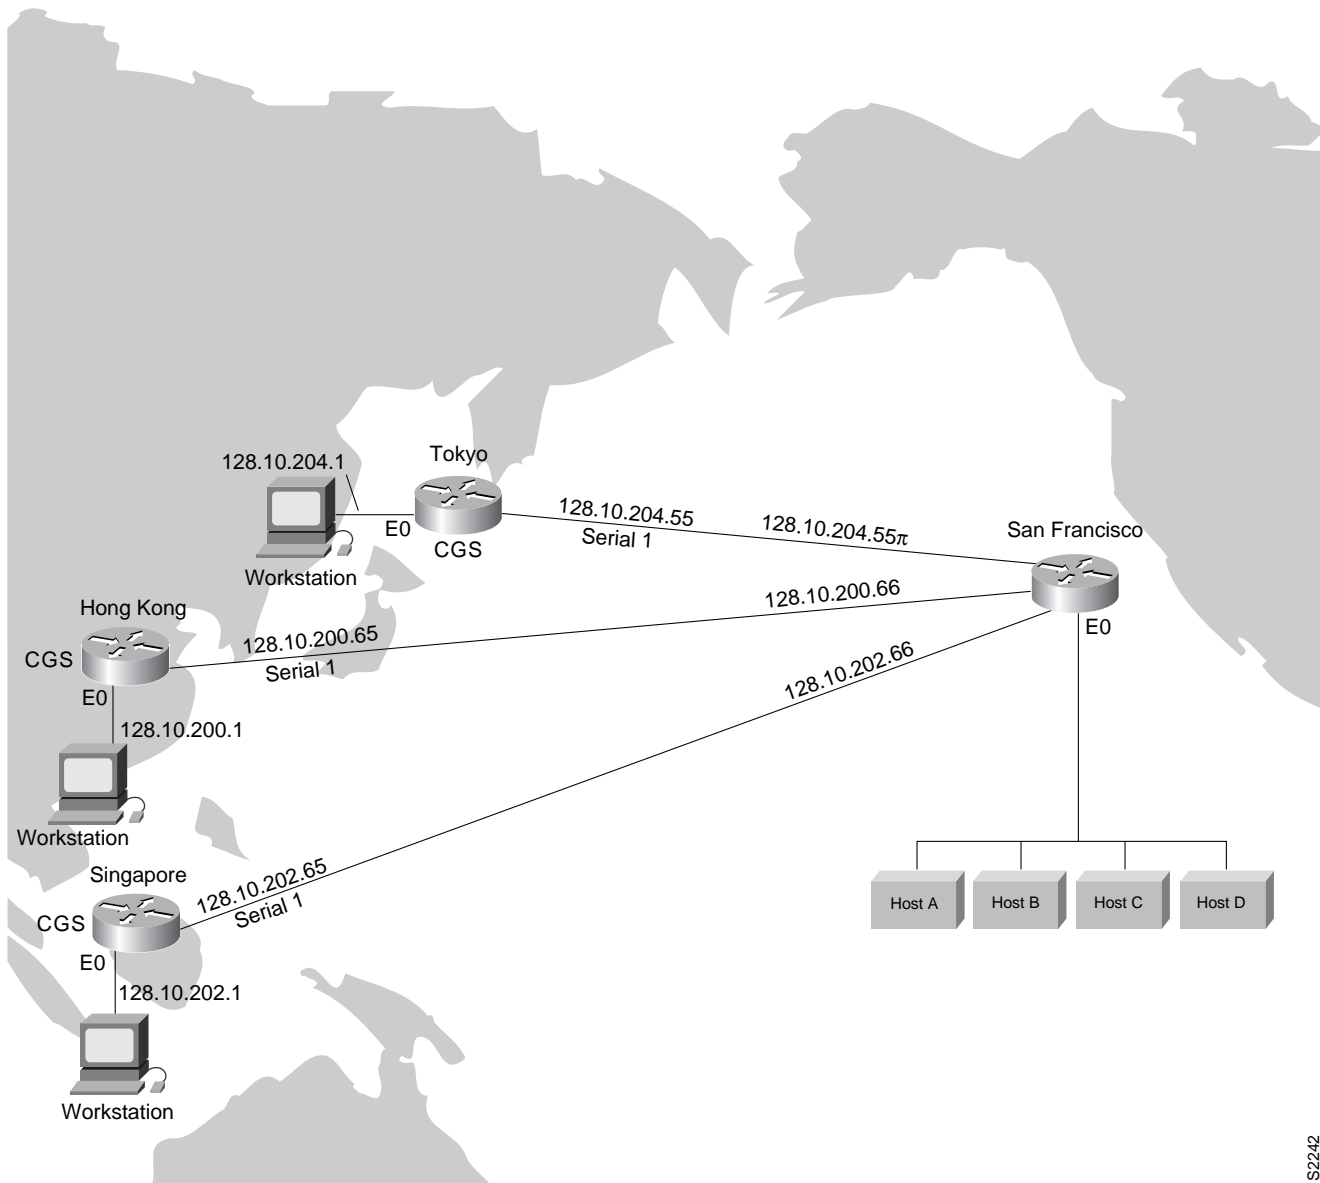 Tokyo
128.10.204.1
E0
CGS
Workstation
128.10.204.55
Serial 1
128.10.204.55π
San Francisco
E0
Hong Kong
CGS
E0
128.10.200.65
Serial 1
128.10.200.66
128.10.200.1
Workstation
128.10.202.66
Singapore
CGS
E0
128.10.202.65
Serial 1
128.10.202.1
Workstation
Host A
Host B
Host C
Host D
S2242